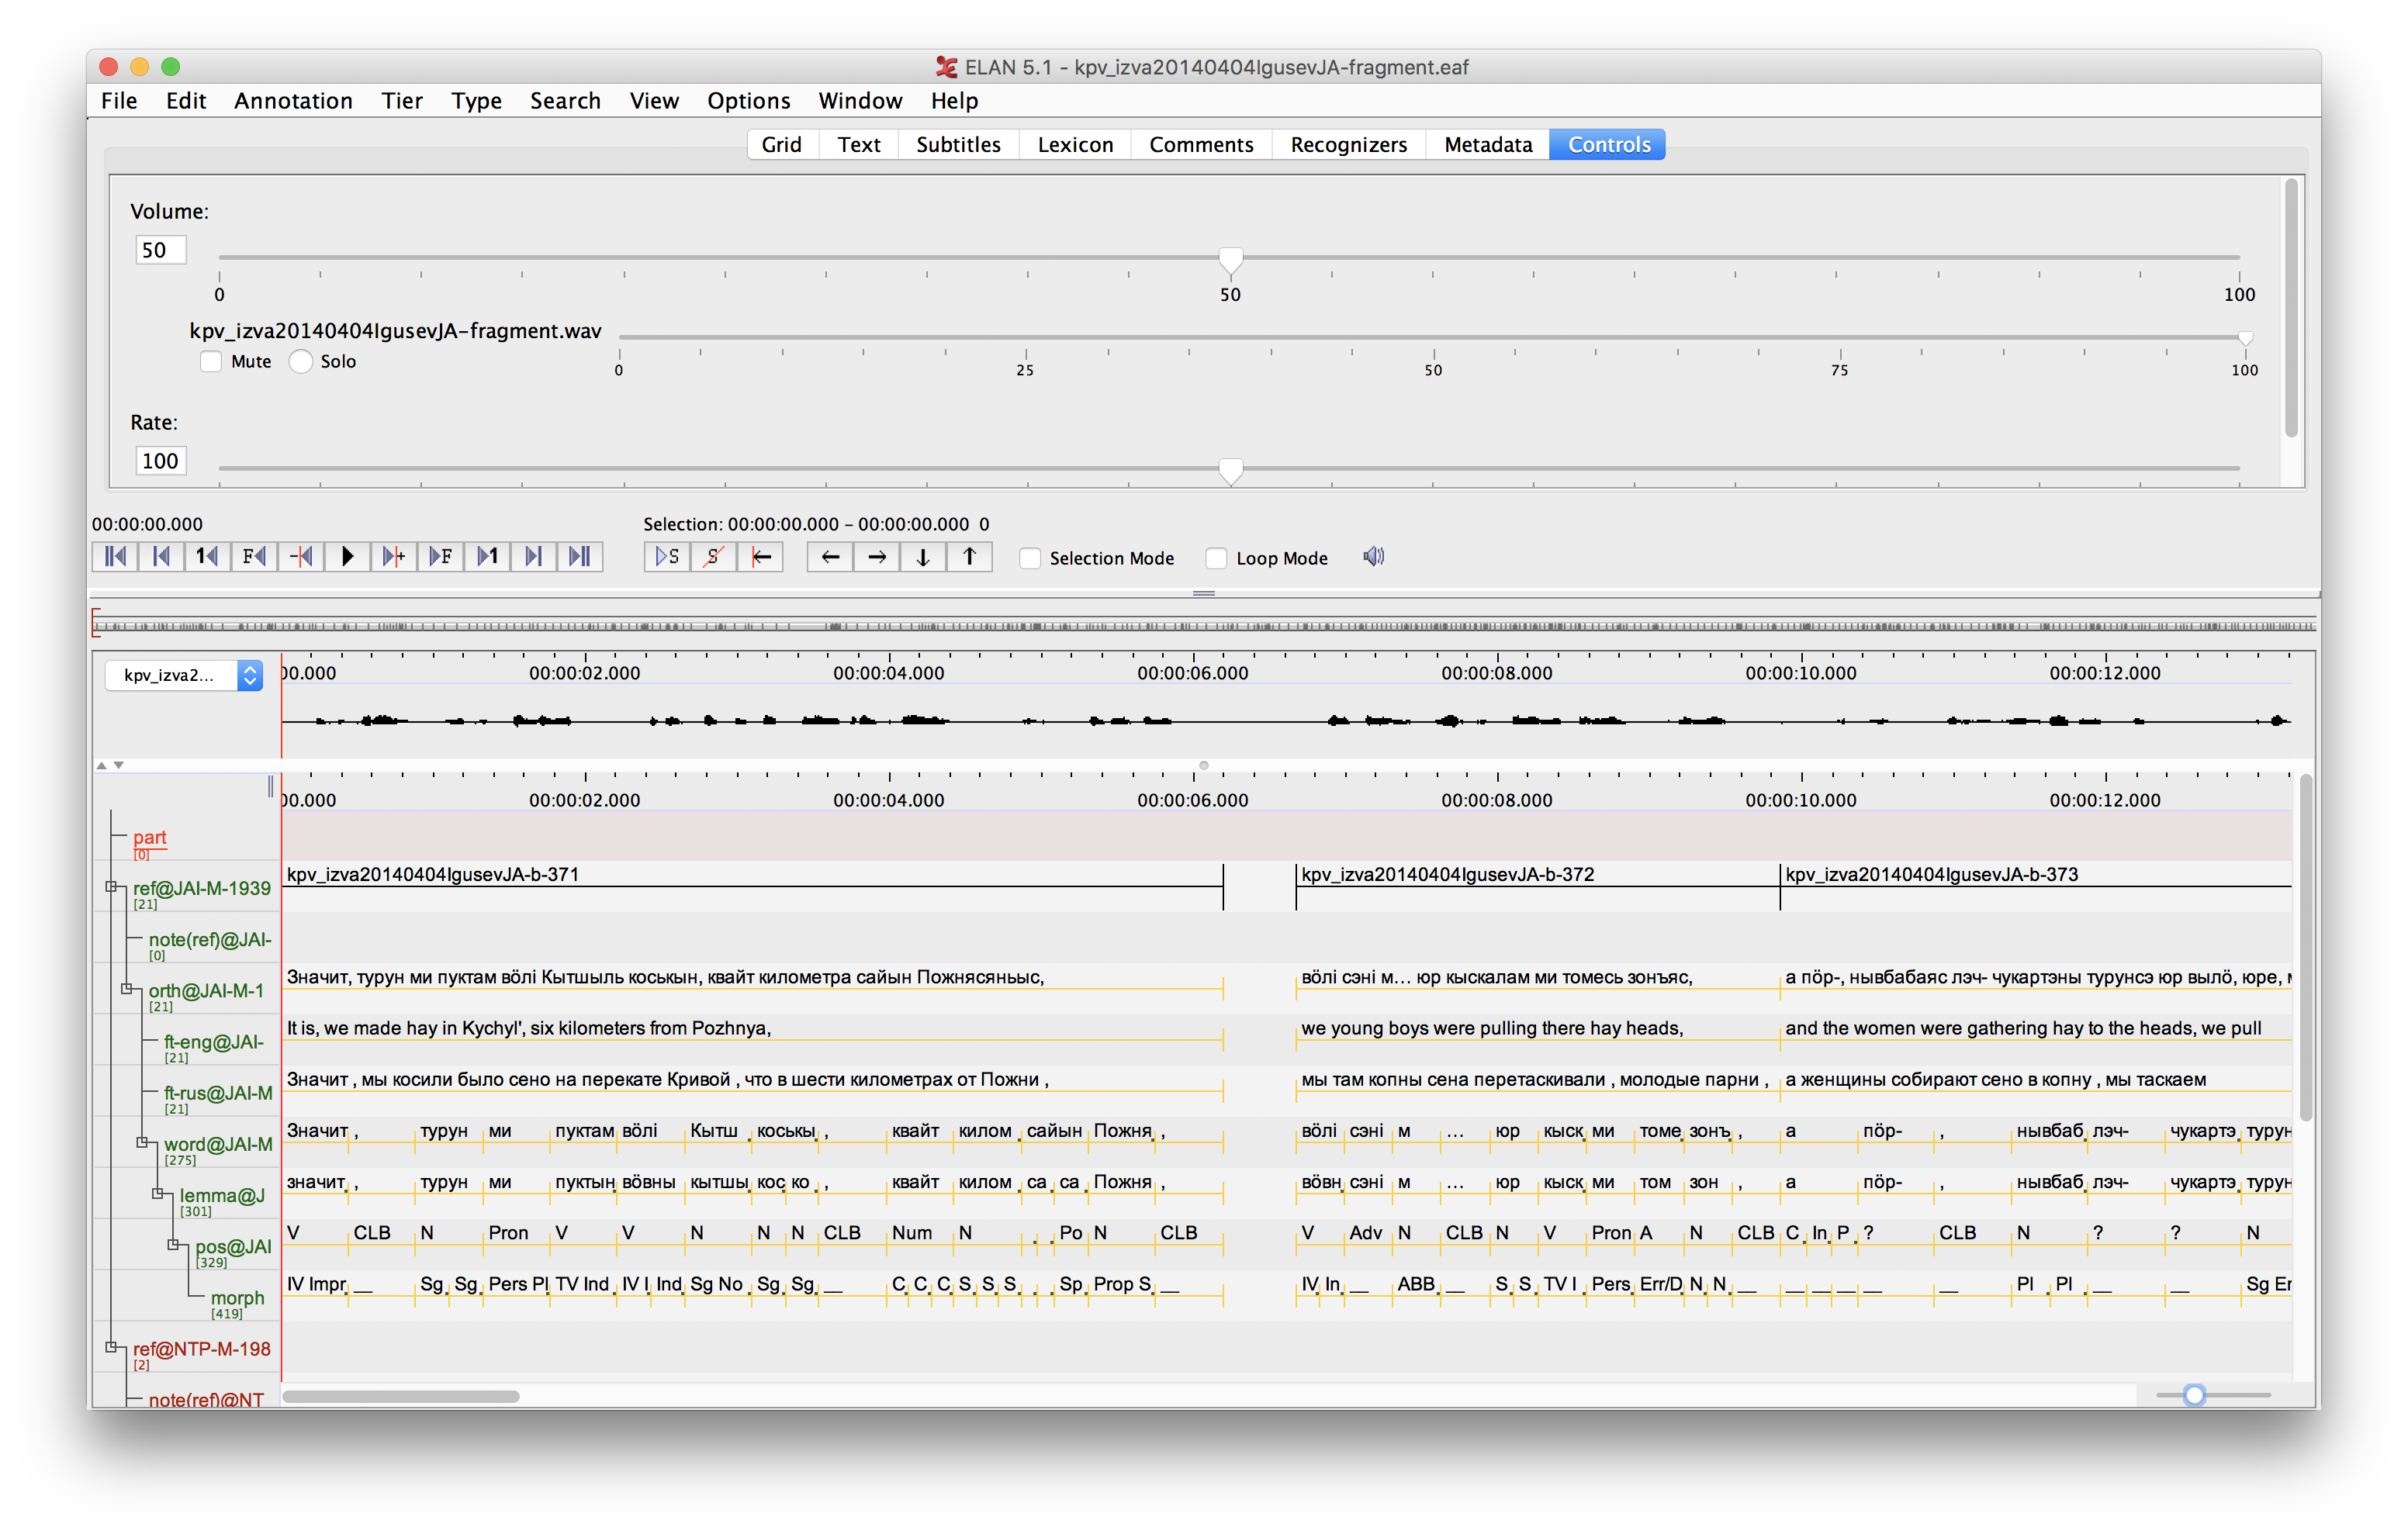 ELAN 5.1 - kpv_izva20140404IgusevJA-fragment.eaf
File Edit Annotation Tier Type Search View Options Window Help
Grid Text Subtitles Lexicon Comments Recognizers Metadata Controls
Volume:
50
0 50 100
kpv_izva20140404IgusevJA-fragment.wav
Mute Solo
0 25 50 75 100
Rate:
100
00:00:00.000 Selection: 00:00:00.000 - 00:00:00.000 0
1 F F 1 S S Selection Mode Loop Mode
kpv_izva2... 00.000 00:00:02.000 00:00:04.000 00:00:06.000 00:00:08.000 00:00:10.000 00:00:12.000
00.000 00:00:02.000 00:00:04.000 00:00:06.000 00:00:08.000 00:00:10.000 00:00:12.000
part
[0]
ref@JAI-M-1939 kpv_izva20140404IgusevJA-b-371 kpv_izva20140404IgusevJA-b-372 kpv_izva20140404IgusevJA-b-373
[21]
note(ref)@JAI-
[0]
orth@JAI-M-1 Значит, турун ми пуктам вӧлі Кытшыль коськын, квайт километра сайын Пожнясяньыс, вӧлі сэні м... юр кыскалам ми томесь зонъяс, а пӧр-, нывбабаяс лэч- чукартэны турунсэ юр вылӧ, юре,
[21]
ft-eng@JAI- It is, we made hay in Kychyl', six kilometers from Pozhnya, we young boys were pulling there hay heads, and the women were gathering hay to the heads, we pull
[21]
ft-rus@JAI-M Значит , мы косили было сено на перекате Кривой , что в шести километрах от Пожни , мы там копны сена перетаскивали , молодые парни , а женщины собирают сено в копну , мы таскаем
[21]
word@JAI-M Значит , турун ми пуктам вӧлі Кытш коськы , квайт килом сайын Пожня , вӧлі сэні м ... юр кыск ми томе зонъ , а пӧр- , нывбаб лэч- чукартэ турун
[275]
lemma@J значит , турун ми пуктын вӧвны кытшы кос ко , квайт килом са са Пожня , вӧвн сэні м ... юр кыск ми том зон , а пӧр- , нывбаб лэч- чукартэ турун
[301]
pos@JAI V CLB N Pron V V N N N CLB Num N Po N CLB V Adv N CLB N V Pron A N CLB C In P ? CLB N ? ? N
[329]
morph IV Impr __ Sg Sg Pers Pl TV Ind IV I Ind Sg No Sg Sg __ C C C S S S Sp Prop S __ IV In __ ABB __ S S TV I Pers Err/D N N __ __ __ __ __ __ Pl Pl __ __ Sg Er
[419]
ref@NTP-M-198
[2]
note(ref)@NT